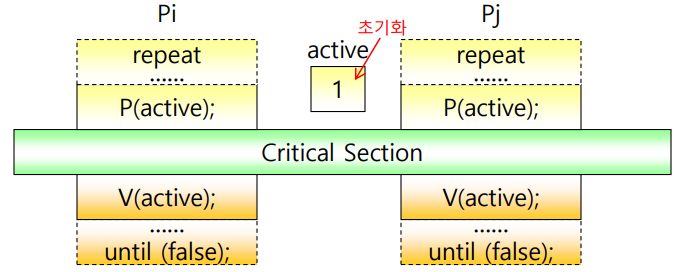 Pi
Pj
초기화
active
1
repeat
......
P(active);
repeat
......
P(active);
Critical Section
V(active);
......
until (false);
V(active);
......
until (false);